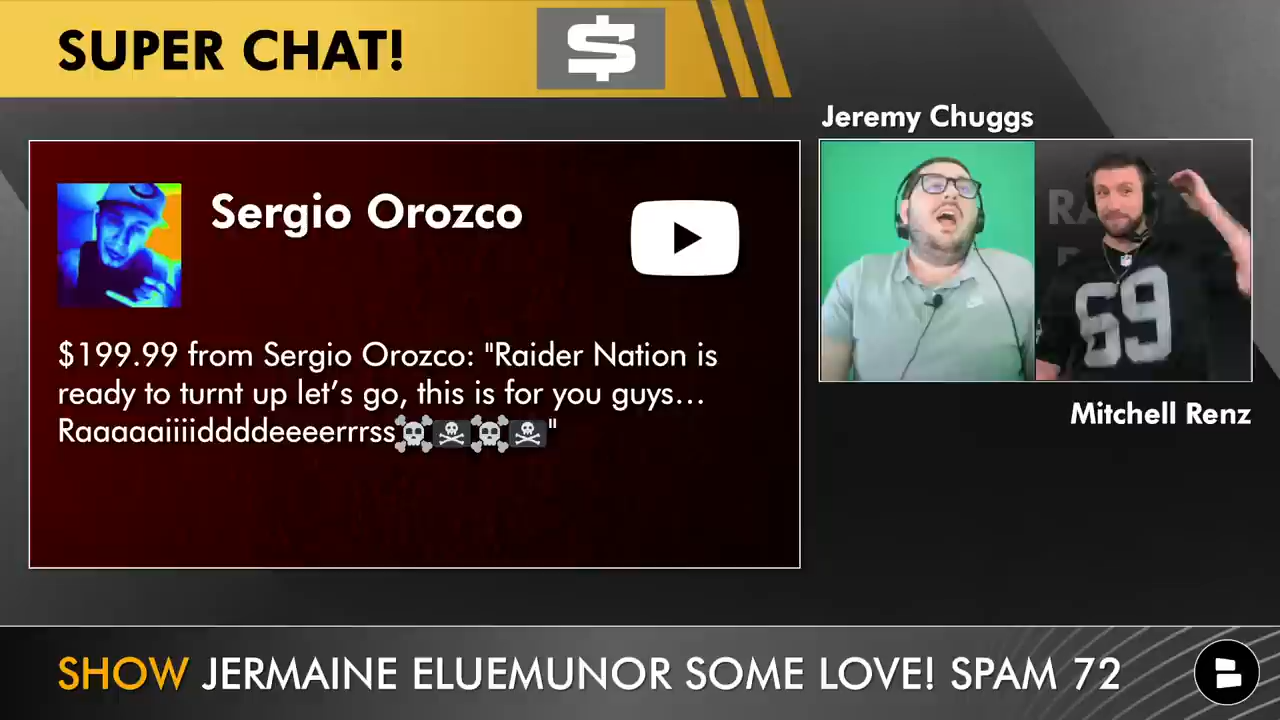 SUPER CHAT!
Jeremy Chuggs
Sergio Orozco
$199.99 from Sergio Orozco: "Raider Nation is
ready to turnt up let’s go, this is for you guys…
Raaaaaiiiiddddeeeerrrss☠️🏴‍☠️☠️🏴‍☠️"
69
Mitchell Renz
SHOW JERMAINE ELUEMUNOR SOME LOVE! SPAM 72